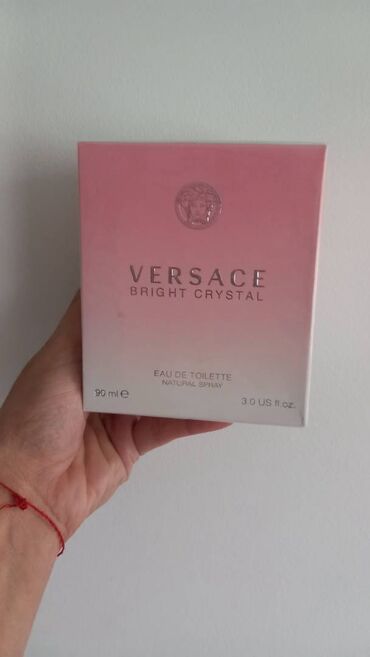 VERSACE
BRIGHT CRYSTAL
EAU DE TOILETTE
NATURAL SPRAY
90 ml e 3.0 US fl.oz.